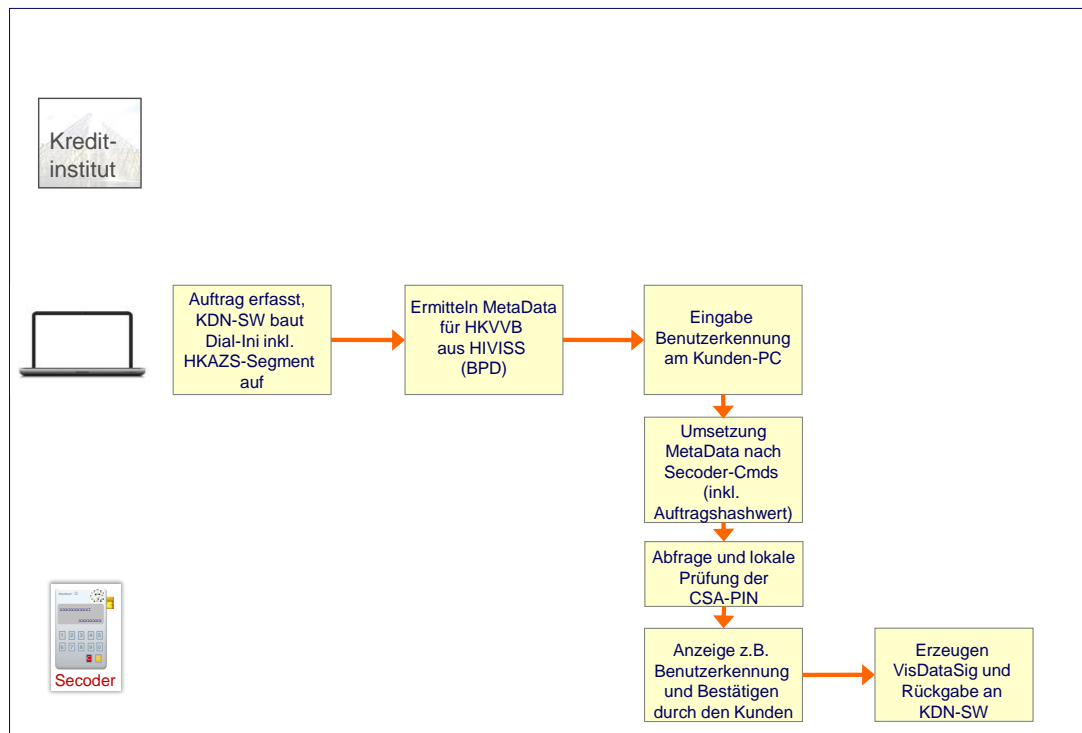 Kredit-
institut
Auftrag erfasst,
KDN-SW baut
Dial-Ini inkl.
HKAZS-Segment
auf
Ermitteln MetaData
für HKVVB
aus HIVISS
(BPD)
Eingabe
Benutzerkennung
am Kunden-PC
Umsetzung
MetaData nach
Secoder-Cmds
(inkl.
Auftragshashwert)
Abfrage und lokale
Prüfung der
CSA-PIN
Secoder
Anzeige z.B.
Benutzerkennung
und Bestätigen
durch den Kunden
Erzeugen
VisDataSig und
Rückgabe an
KDN-SW